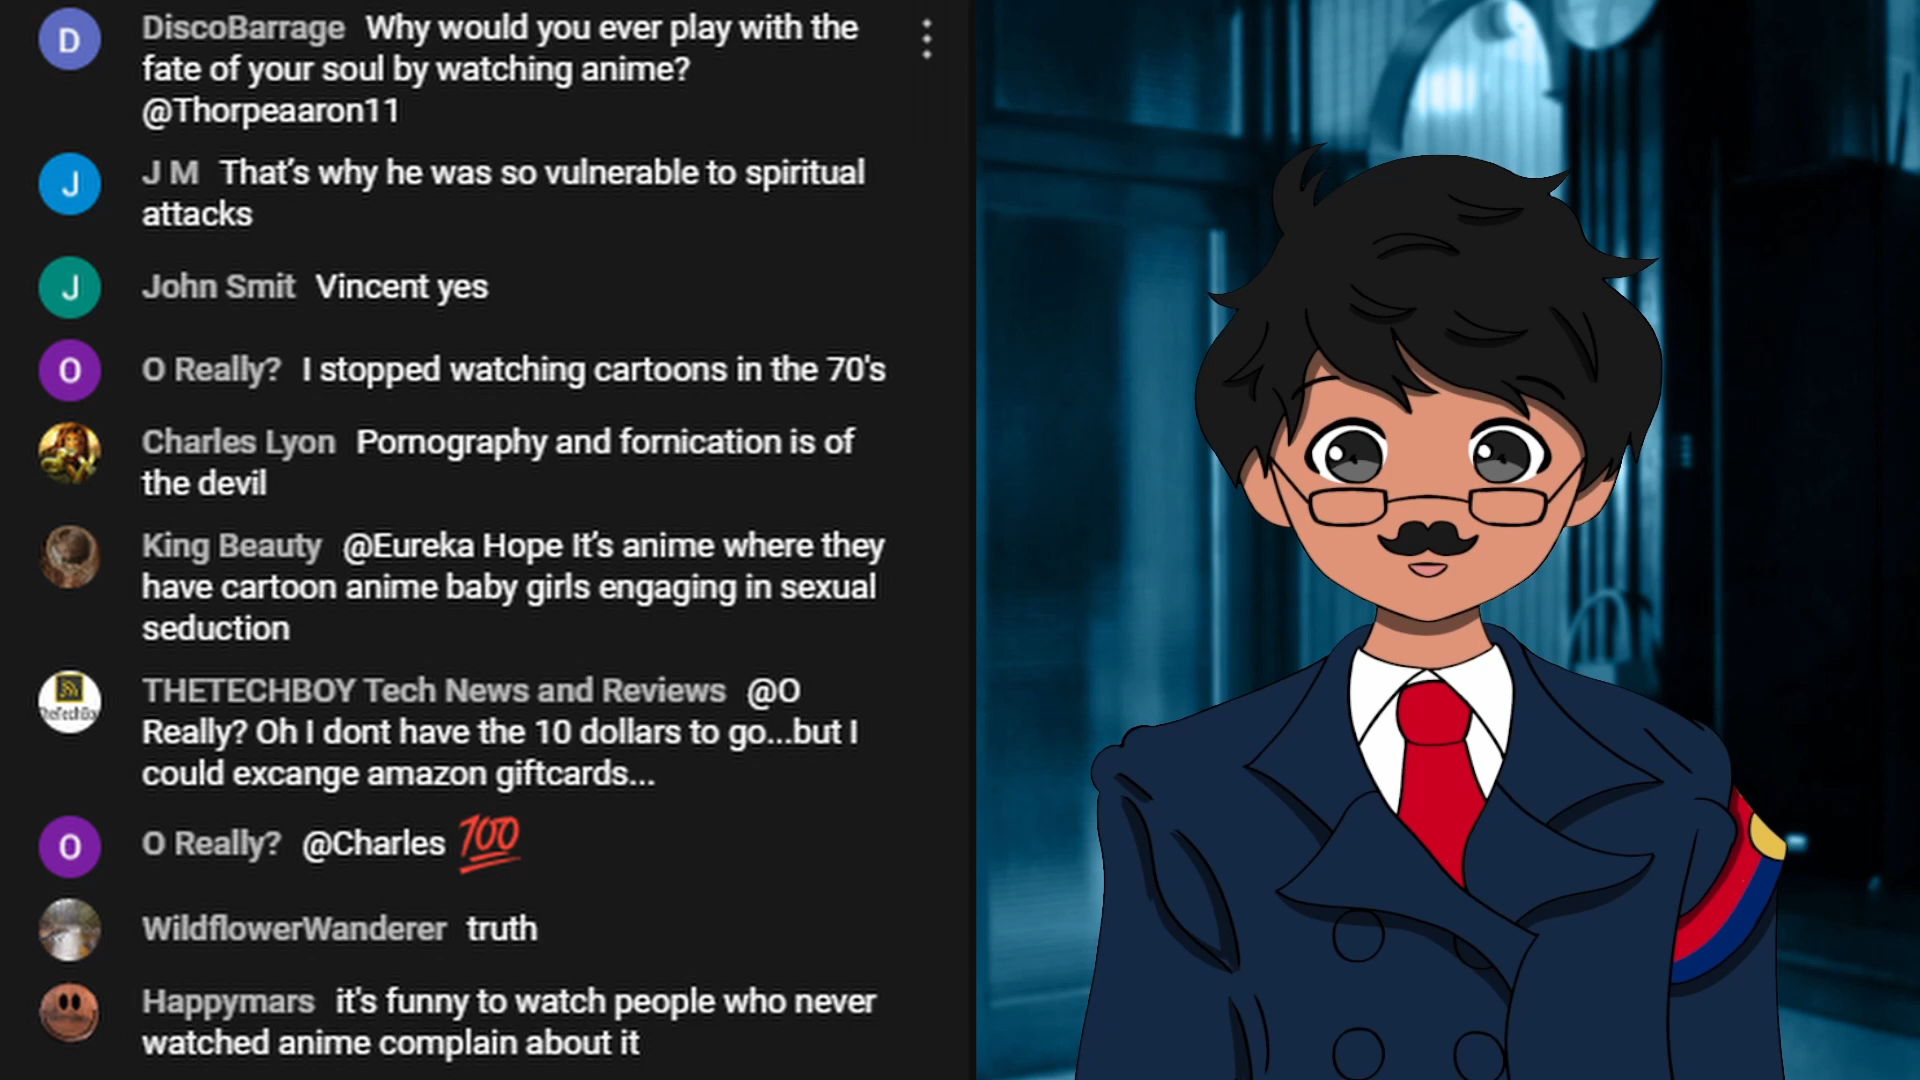 D
DiscoBarrage Why would you ever play with the
fate of your soul by watching anime?
@Thorpeaaron11
J
J M That's why he was so vulnerable to spiritual
attacks
J
John Smit Vincent yes
O
O Really? I stopped watching cartoons in the 70's
Charles Lyon Pornography and fornication is of
the devil
King Beauty @Eureka Hope It's anime where they
have cartoon anime baby girls engaging in sexual
seduction
THETECHBOY Tech News and Reviews @O
Really? Oh I dont have the 10 dollars to go...but I
could excange amazon giftcards...
O
O Really? @Charles 💯
WildflowerWanderer truth
Happymars it's funny to watch people who never
watched anime complain about it